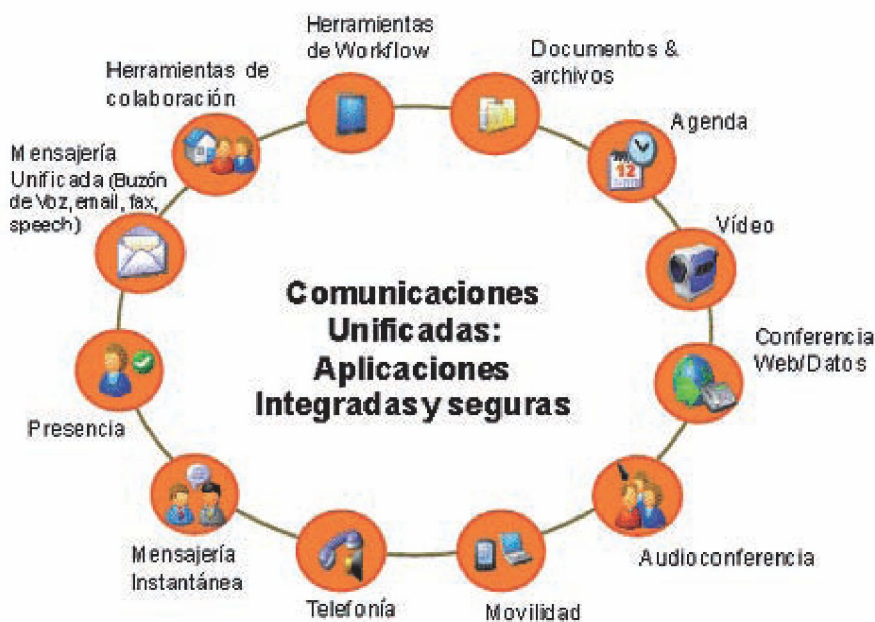 Herramientas
de Workflow
Documentos &
archivos
Agenda
12
Vídeo
Conferencia
Web/Datos
Audioconferencia
Movilidad
Telefonía
Mensajería
Instantánea
Presencia
Mensajería
Unificada (Buzón
de Voz, email, fax,
speech)
Herramientas de
colaboración
Comunicaciones
Unificadas:
Aplicaciones
Integradas y seguras